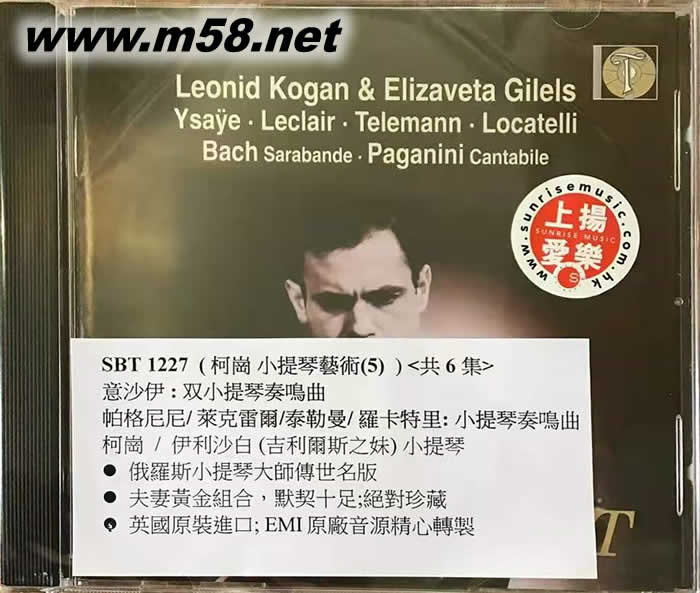 www.m58.net
Leonid Kogan & Elizaveta Gilels
Ysaÿe · Leclair · Telemann · Locatelli
Bach Sarabande · Paganini Cantabile
T
www.sunrisemusic.com.hk
上揚
SUNRISE MUSIC
愛樂
S
SBT 1227 ( 柯崗 小提琴藝術(5) ) <共 6 集>
意沙伊 : 双小提琴奏鳴曲
帕格尼尼/ 萊克雷爾/泰勒曼/ 羅卡特里: 小提琴奏鳴曲
柯崗 / 伊利沙白 (吉利爾斯之妹) 小提琴
● 俄羅斯小提琴大師傳世名版
● 夫妻黃金組合，默契十足;絕對珍藏
● 英國原裝進口; EMI 原廠音源精心轉製
T